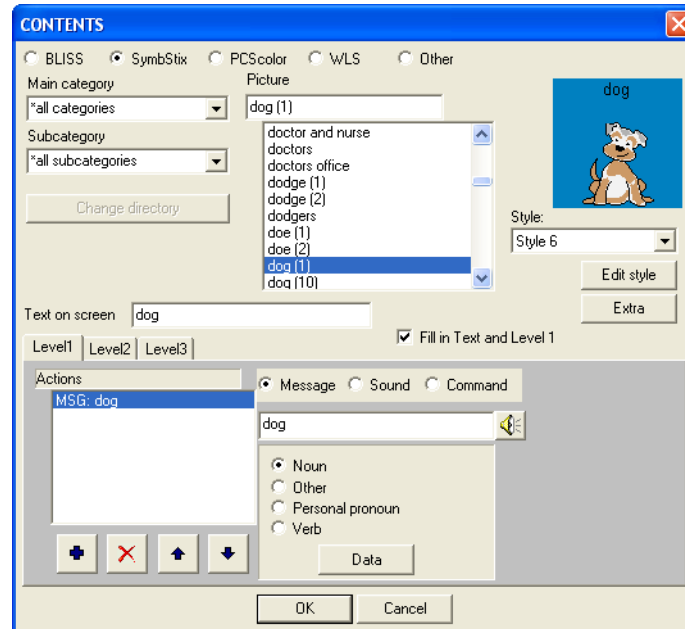 CONTENTS
BLISS SymbStix PCScolor WLS Other
Main category
*all categories
Subcategory
*all subcategories
Change directory
Picture
dog (1)
doctor and nurse
doctors
doctors office
dodge (1)
dodge (2)
dodgers
doe (1)
doe (2)
dog (1)
dog (10)
dog
Style:
Style 6
Edit style
Extra
Text on screen dog
Fill in Text and Level 1
Level1 Level2 Level3
Actions
MSG: dog
Message Sound Command
dog
Noun
Other
Personal pronoun
Verb
Data
OK Cancel